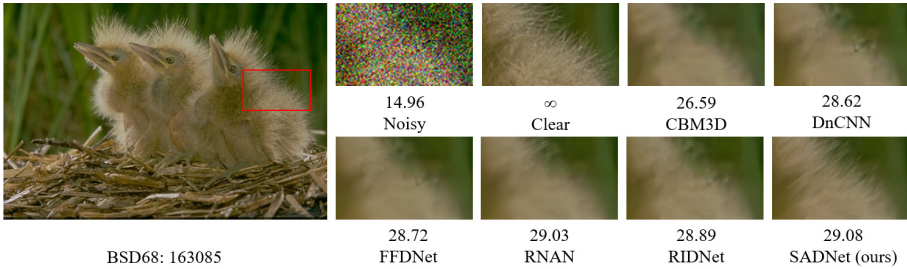 14.96
Noisy
∞
Clear
26.59
CBM3D
28.62
DnCNN
28.72
FFDNet
29.03
RNAN
28.89
RIDNet
29.08
SADNet (ours)
BSD68: 163085